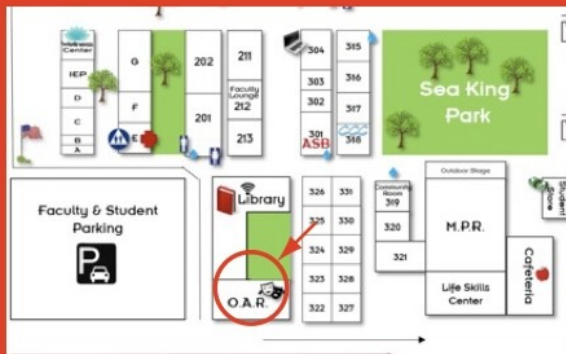 Wellness
Center
IEP
D
C
B
A
G
F
E
202
201
211
Faculty
Lounge
212
213
304
303
302
301
ASB
315
316
317
318
Sea King
Park
Faculty & Student
Parking
P
Library
O.A.R.
326
331
325
330
324
329
323
328
322
327
Community
Room
319
320
321
Outdoor Stage
M.P.R.
Life Skills
Center
Student
Store
Cafeteria